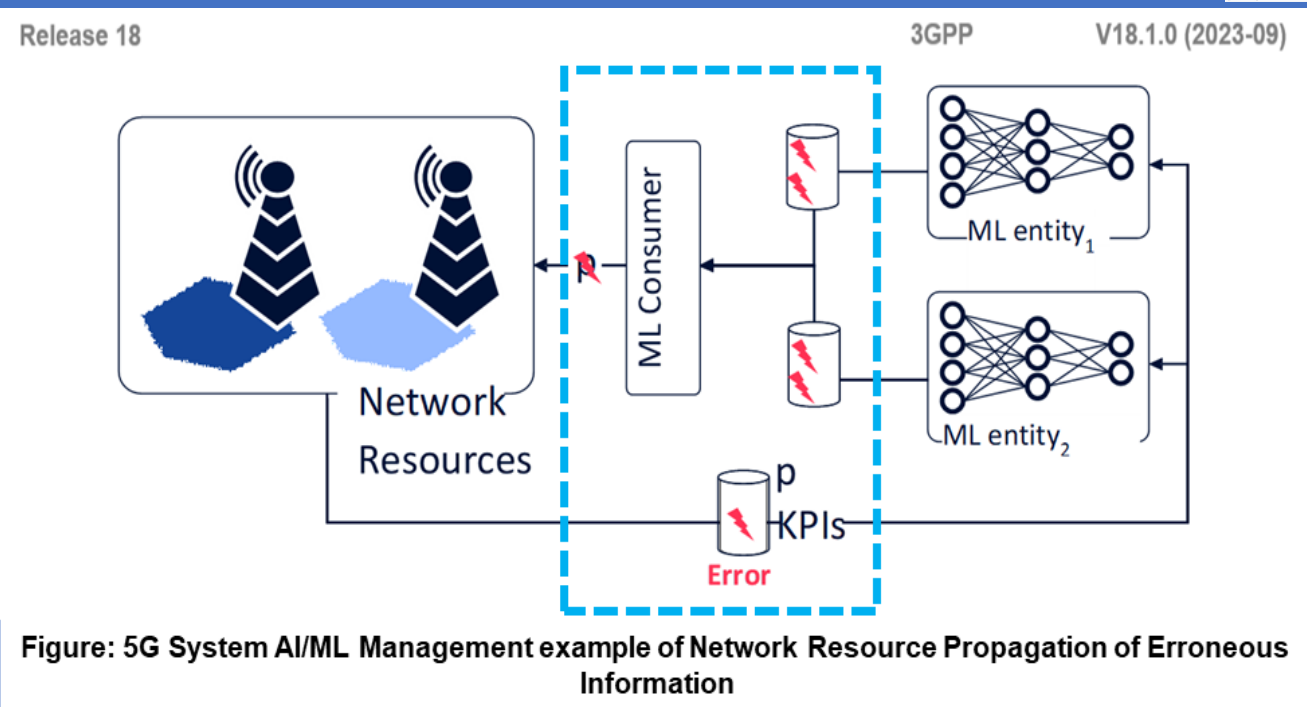 Release 18
3GPP
V18.1.0 (2023-09)
ML Consumer
p
ML entity1
ML entity2
Network
Resources
p
KPIs
Error
Figure: 5G System AI/ML Management example of Network Resource Propagation of Erroneous
Information